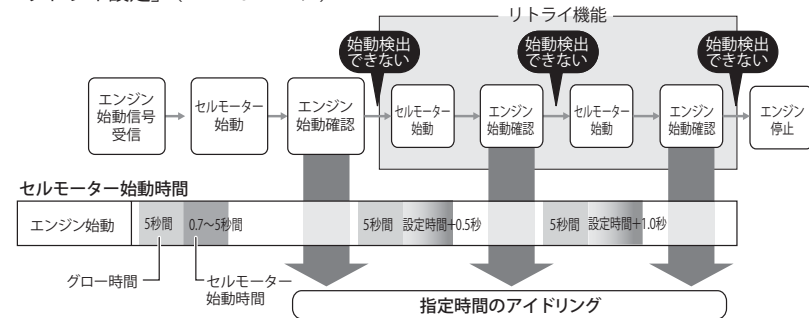 リトライ機能
始動検出
できない
始動検出
できない
始動検出
できない
エンジン
始動信号
受信
セルモーター
始動
エンジン
始動確認
セルモーター
始動
エンジン
始動確認
セルモーター
始動
エンジン
始動確認
エンジン
停止
セルモーター始動時間
エンジン始動
5秒間
0.7〜5秒間
5秒間
設定時間+0.5秒
5秒間
設定時間+1.0秒
グロー時間
セルモーター
始動時間
指定時間のアイドリング